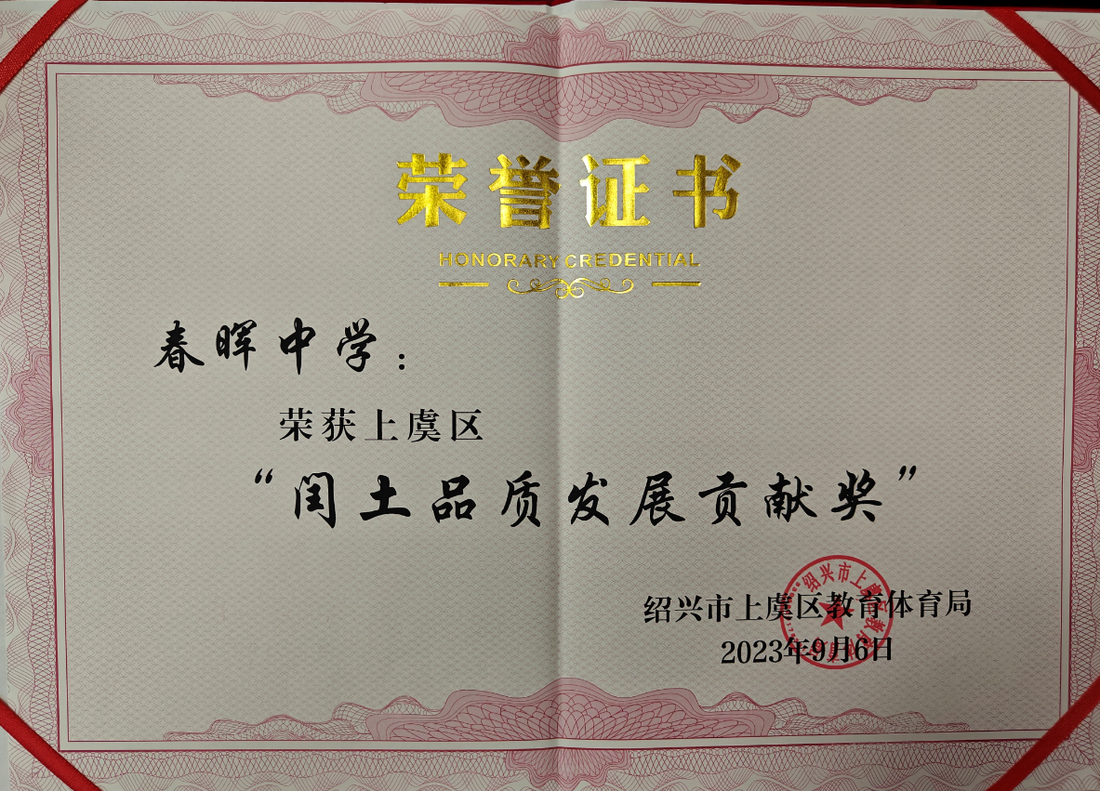 荣誉证书
HONORARY CREDENTIAL
春晖中学：
荣获上虞区
“闰土品质发展贡献奖”
绍兴市上虞区教育体育局
2023年9月6日